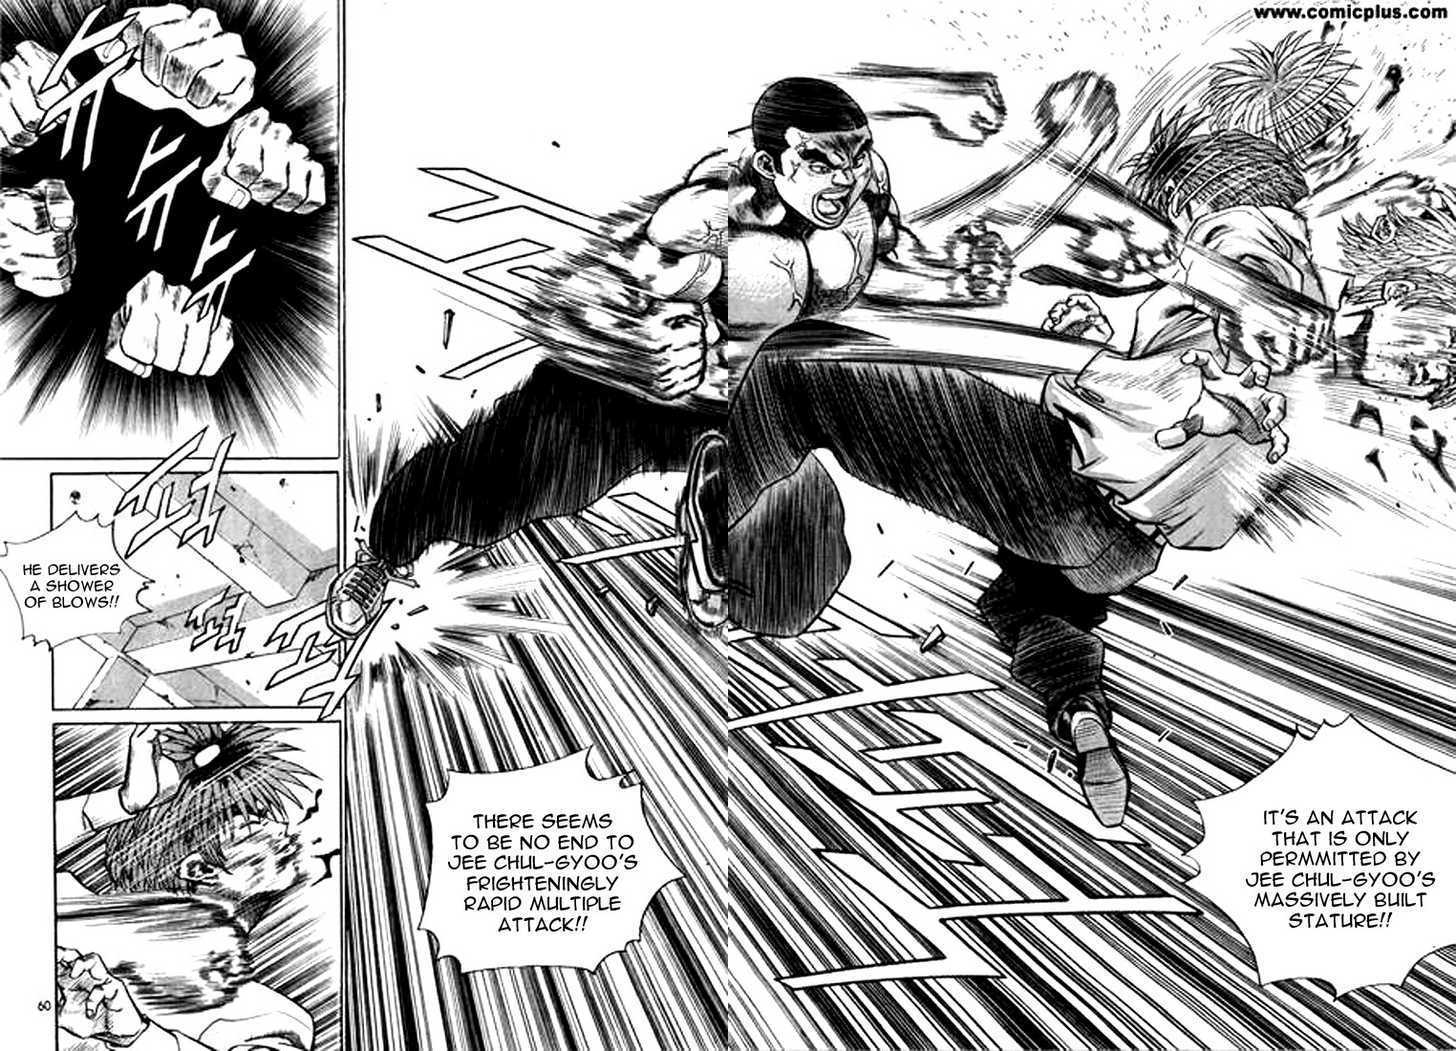 www.comicplus.com
HE DELIVERS
A SHOWER
OF BLOWS!!
THERE SEEMS
TO BE NO END TO
JEE CHUL-GYOO'S
FRIGHTENINGLY
RAPID MULTIPLE
ATTACK!!
IT'S AN ATTACK
THAT IS ONLY
PERMMITTED BY
JEE CHUL-GYOO'S
MASSIVELY BUILT
STATURE!!
60